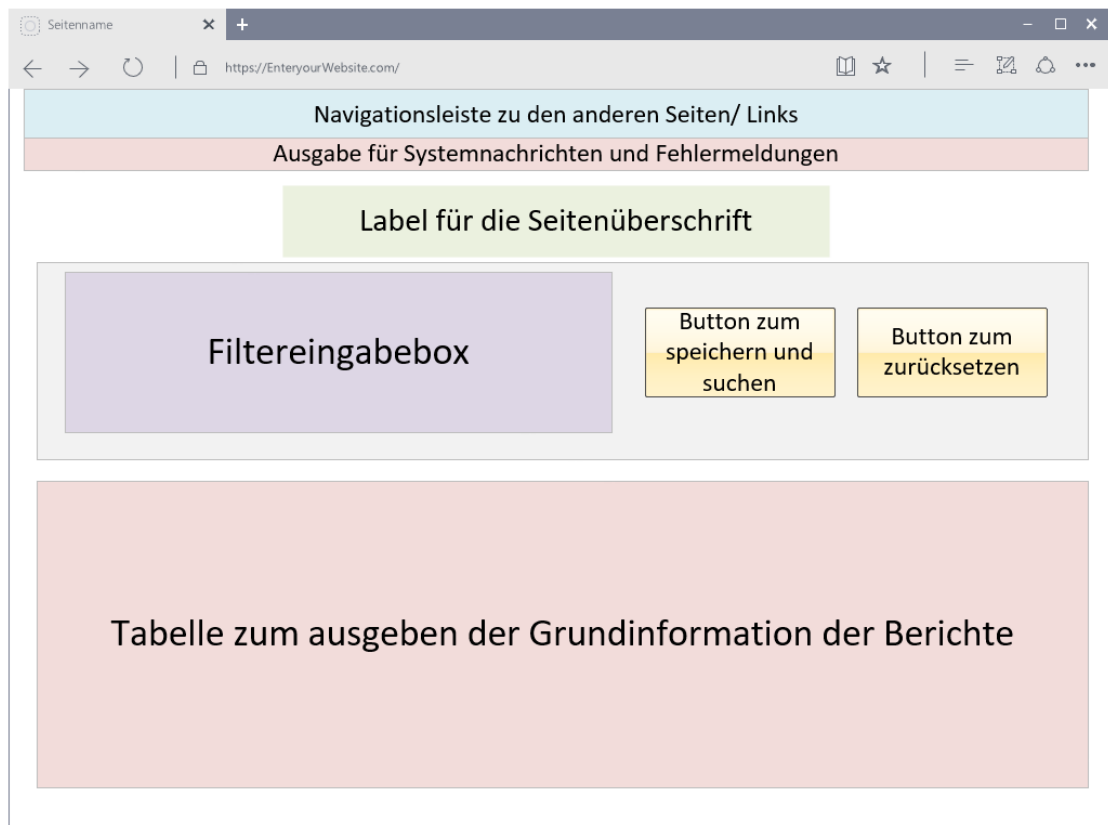 Seitenname
https://EnteryourWebsite.com/
Navigationsleiste zu den anderen Seiten/ Links
Ausgabe für Systemnachrichten und Fehlermeldungen
Label für die Seitenüberschrift
Filtereingabebox
Button zum
speichern und
suchen
Button zum
zurücksetzen
Tabelle zum ausgeben der Grundinformation der Berichte